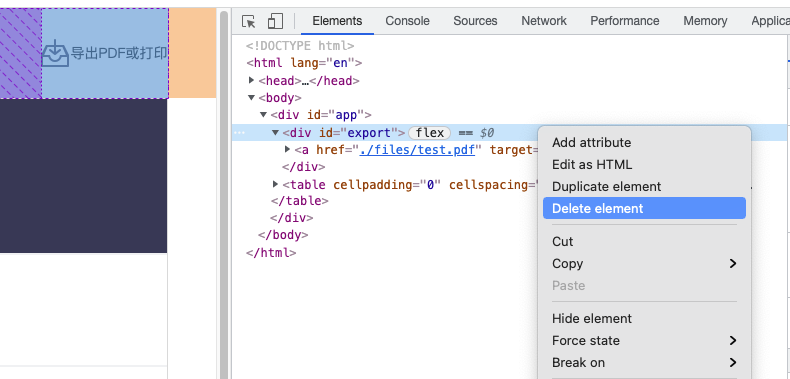 导出PDF或打印
Elements Console Sources Network Performance Memory Applica
<!DOCTYPE html>
<html lang="en">
<head>…</head>
<body>
<div id="app">
<div id="export"> flex == $0
<a href="./files/test.pdf" target=
</div>
<table cellpadding="0" cellspacing=
</table>
</div>
</body>
</html>
Add attribute
Edit as HTML
Duplicate element
Delete element
Cut
Copy
Paste
Hide element
Force state
Break on